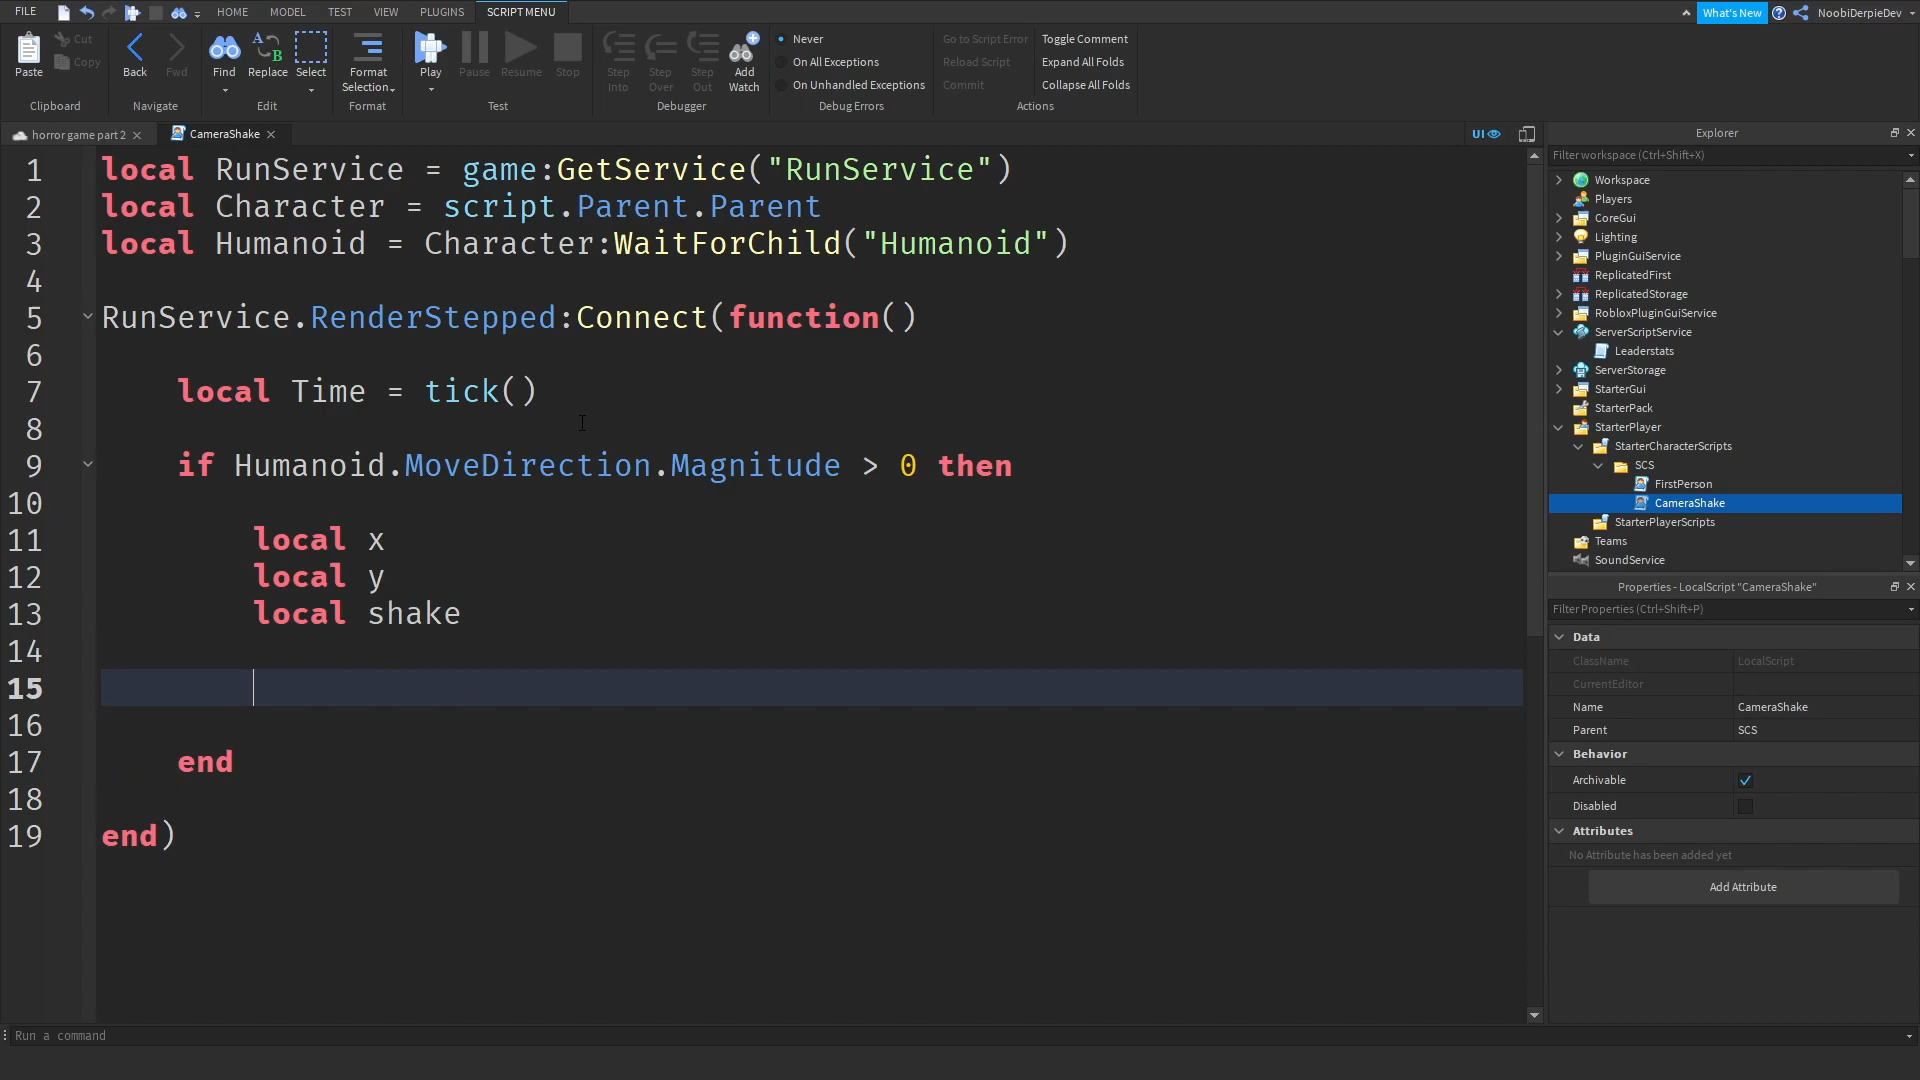 FILE HOME MODEL TEST VIEW PLUGINS SCRIPT MENU What's New NoobiDerpieDev
Paste Cut Copy Back Fwd Find Replace Select Format Selection Play Pause Resume Stop Step Into Step Over Step Out Add Watch
Never
On All Exceptions
On Unhandled Exceptions
Go to Script Error
Reload Script
Commit
Toggle Comment
Expand All Folds
Collapse All Folds
Clipboard Navigate Edit Format Test Debugger Debug Errors Actions
horror game part 2 CameraShake UI
1 local RunService = game:GetService("RunService")
2 local Character = script.Parent.Parent
3 local Humanoid = Character:WaitForChild("Humanoid")
4
5 RunService.RenderStepped:Connect(function()
6
7 local Time = tick()
8
9 if Humanoid.MoveDirection.Magnitude > 0 then
10
11 local x
12 local y
13 local shake
14
15
16
17 end
18
19 end)
Explorer
Filter workspace (Ctrl+Shift+X)
Workspace
Players
CoreGui
Lighting
PluginGuiService
ReplicatedFirst
ReplicatedStorage
RobloxPluginGuiService
ServerScriptService
Leaderstats
ServerStorage
StarterGui
StarterPack
StarterPlayer
StarterCharacterScripts
SCS
FirstPerson
CameraShake
StarterPlayerScripts
Teams
SoundService
Properties - LocalScript "CameraShake"
Filter Properties (Ctrl+Shift+P)
Data
ClassName LocalScript
CurrentEditor
Name CameraShake
Parent SCS
Behavior
Archivable
Disabled
Attributes
No Attribute has been added yet
Add Attribute
Run a command